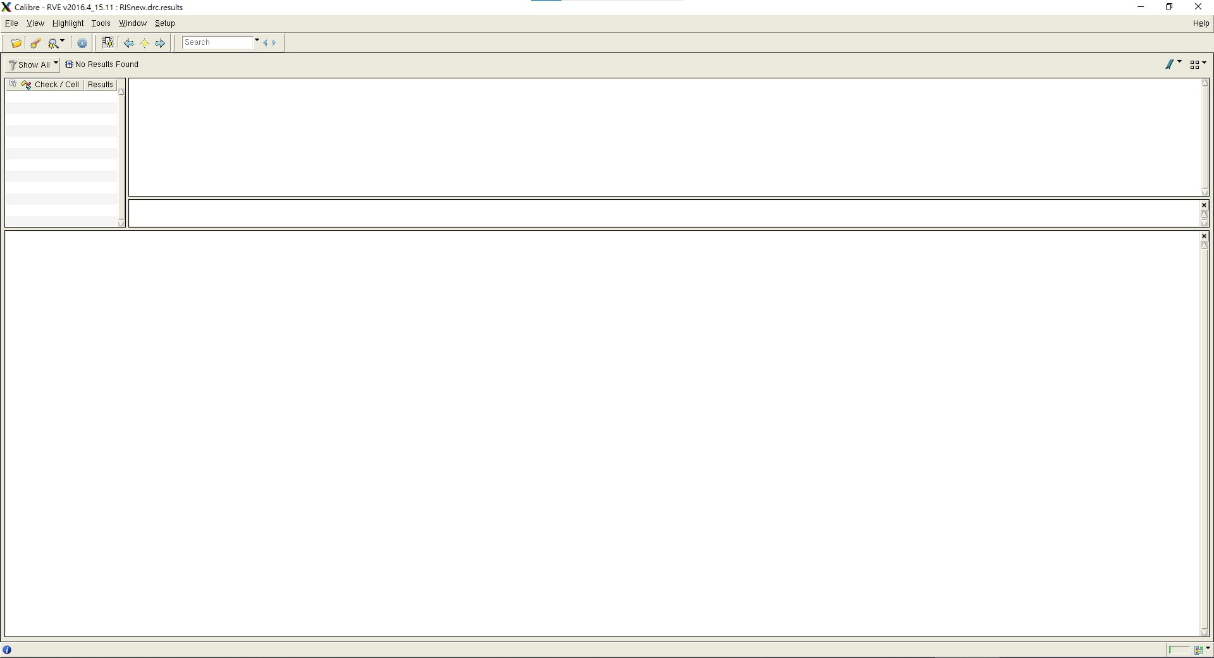 Calibre - RVE v2016.4_15.11 : RISnew.drc.results
File View Highlight Tools Window Setup Help
Search
Show All No Results Found
Check / Cell Results